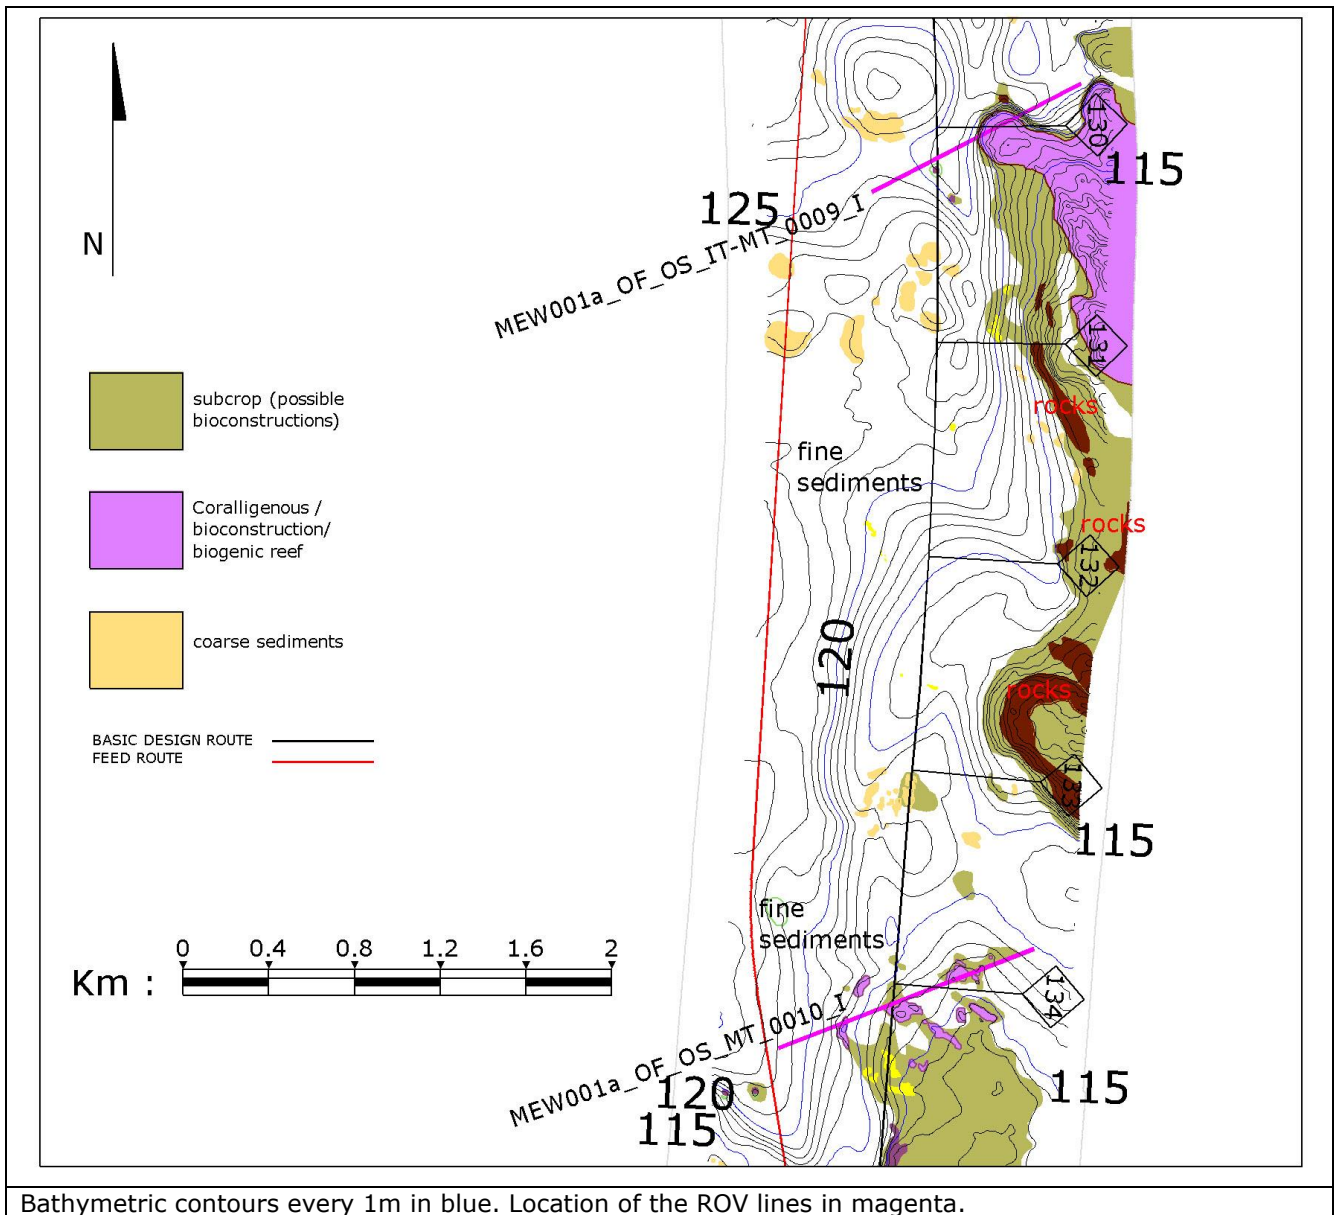 130
115
125
MEW001a_OF_OS_IT-MT_0009_I
N
131
subcrop (possible
bioconstructions)
rocks
fine
sediments
Coralligenous /
bioconstruction/
biogenic reef
rocks
132
120
coarse sediments
rocks
BASIC DESIGN ROUTE
FEED ROUTE
133
115
fine
sediments
0 0.4 0.8 1.2 1.6 2
Km :
134
MEW001a_OF_OS_MT_0010_I
120
115
115
Bathymetric contours every 1m in blue. Location of the ROV lines in magenta.